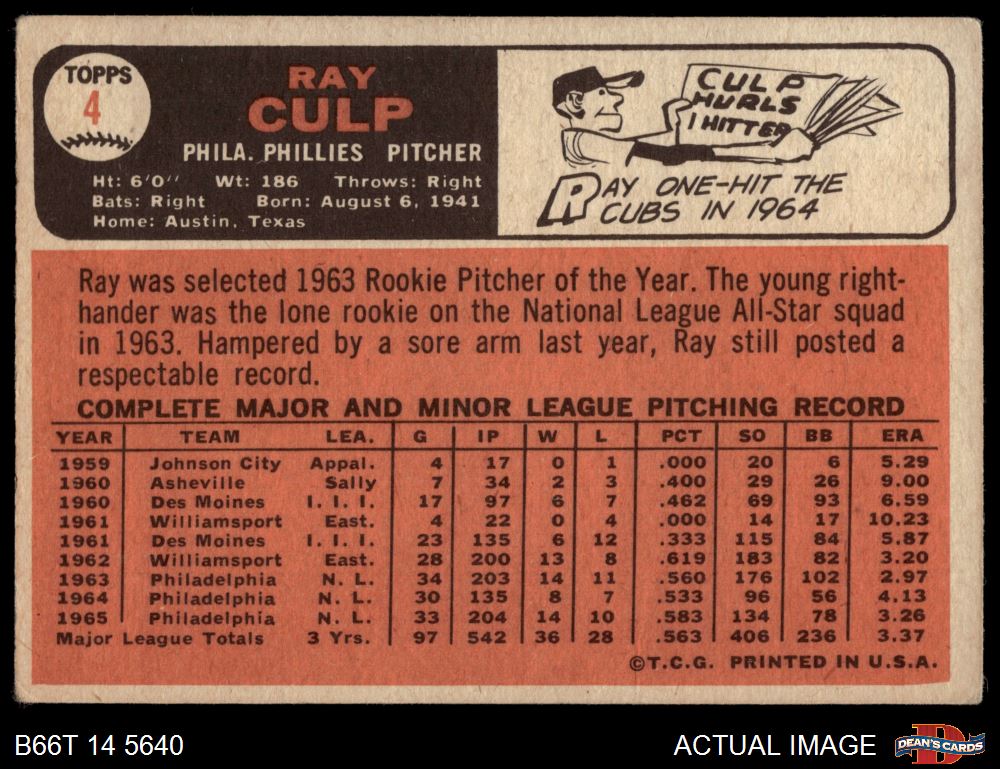 TOPPS
4
RAY
CULP
PHILA. PHILLIES PITCHER
Ht: 6'0" Wt: 186 Throws: Right
Bats: Right Born: August 6, 1941
Home: Austin, Texas
CULP
HURLS
1 HITTER
RAY ONE-HIT THE
CUBS IN 1964
Ray was selected 1963 Rookie Pitcher of the Year. The young right-
hander was the lone rookie on the National League All-Star squad
in 1963. Hampered by a sore arm last year, Ray still posted a
respectable record.
COMPLETE MAJOR AND MINOR LEAGUE PITCHING RECORD
YEAR TEAM LEA. G IP W L PCT SO BB ERA
1959 Johnson City Appal. 4 17 0 1 .000 20 6 5.29
1960 Asheville Sally 7 34 2 3 .400 29 26 9.00
1960 Des Moines I. I. I. 17 97 6 7 .462 69 93 6.59
1961 Williamsport East. 4 22 0 4 .000 14 17 10.23
1961 Des Moines I. I. I. 23 135 6 12 .333 115 84 5.87
1962 Williamsport East. 28 200 13 8 .619 183 82 3.20
1963 Philadelphia N. L. 34 203 14 11 .560 176 102 2.97
1964 Philadelphia N. L. 30 135 8 7 .533 96 56 4.13
1965 Philadelphia N. L. 33 204 14 10 .583 134 78 3.26
Major League Totals 3 Yrs. 97 542 36 28 .563 406 236 3.37
©T.C.G. PRINTED IN U.S.A.
B66T 14 5640
ACTUAL IMAGE
D
DEAN'S CARDS